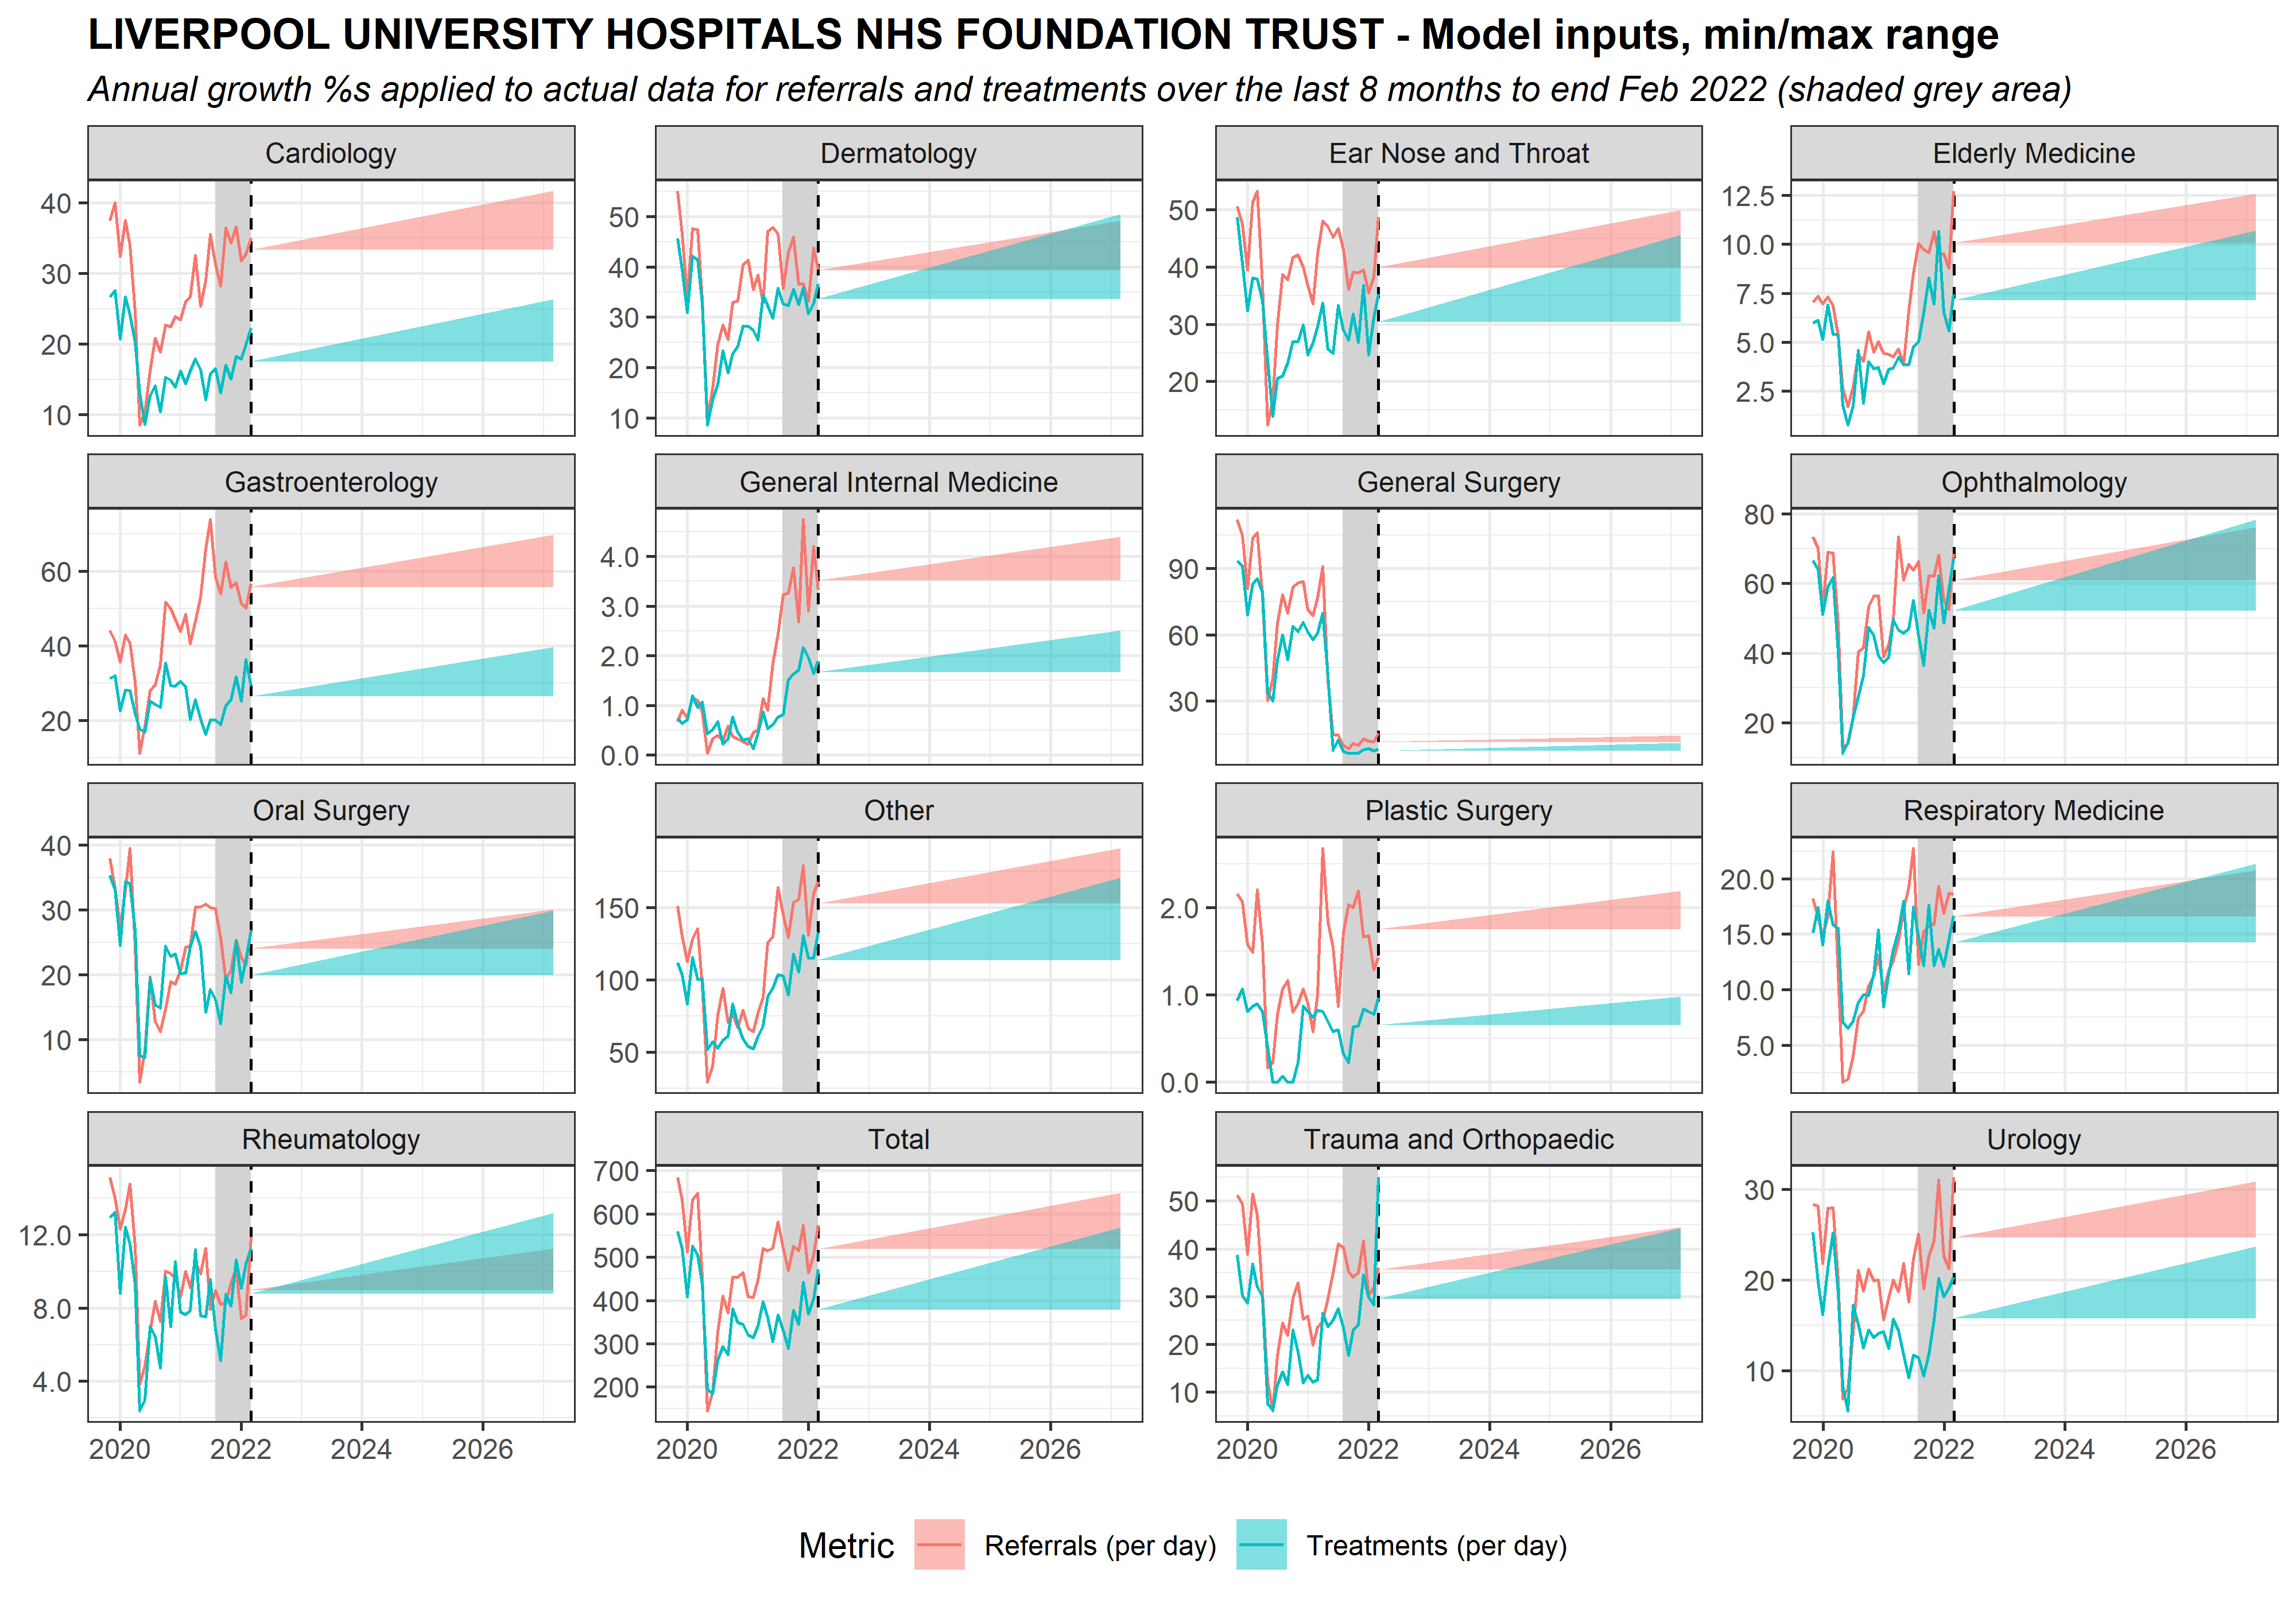 LIVERPOOL UNIVERSITY HOSPITALS NHS FOUNDATION TRUST - Model inputs, min/max range
Annual growth %s applied to actual data for referrals and treatments over the last 8 months to end Feb 2022 (shaded grey area)
Cardiology
40
30
20
10
Dermatology
50
40
30
20
10
Ear Nose and Throat
50
40
30
20
Elderly Medicine
12.5
10.0
7.5
5.0
2.5
Gastroenterology
60
40
20
General Internal Medicine
4.0
3.0
2.0
1.0
0.0
General Surgery
90
60
30
Ophthalmology
80
60
40
20
Oral Surgery
40
30
20
10
Other
150
100
50
Plastic Surgery
2.0
1.0
0.0
Respiratory Medicine
20.0
15.0
10.0
5.0
Rheumatology
12.0
8.0
4.0
2020 2022 2024 2026
Total
700
600
500
400
300
200
2020 2022 2024 2026
Trauma and Orthopaedic
50
40
30
20
10
2020 2022 2024 2026
Urology
30
20
10
2020 2022 2024 2026
Metric Referrals (per day) Treatments (per day)